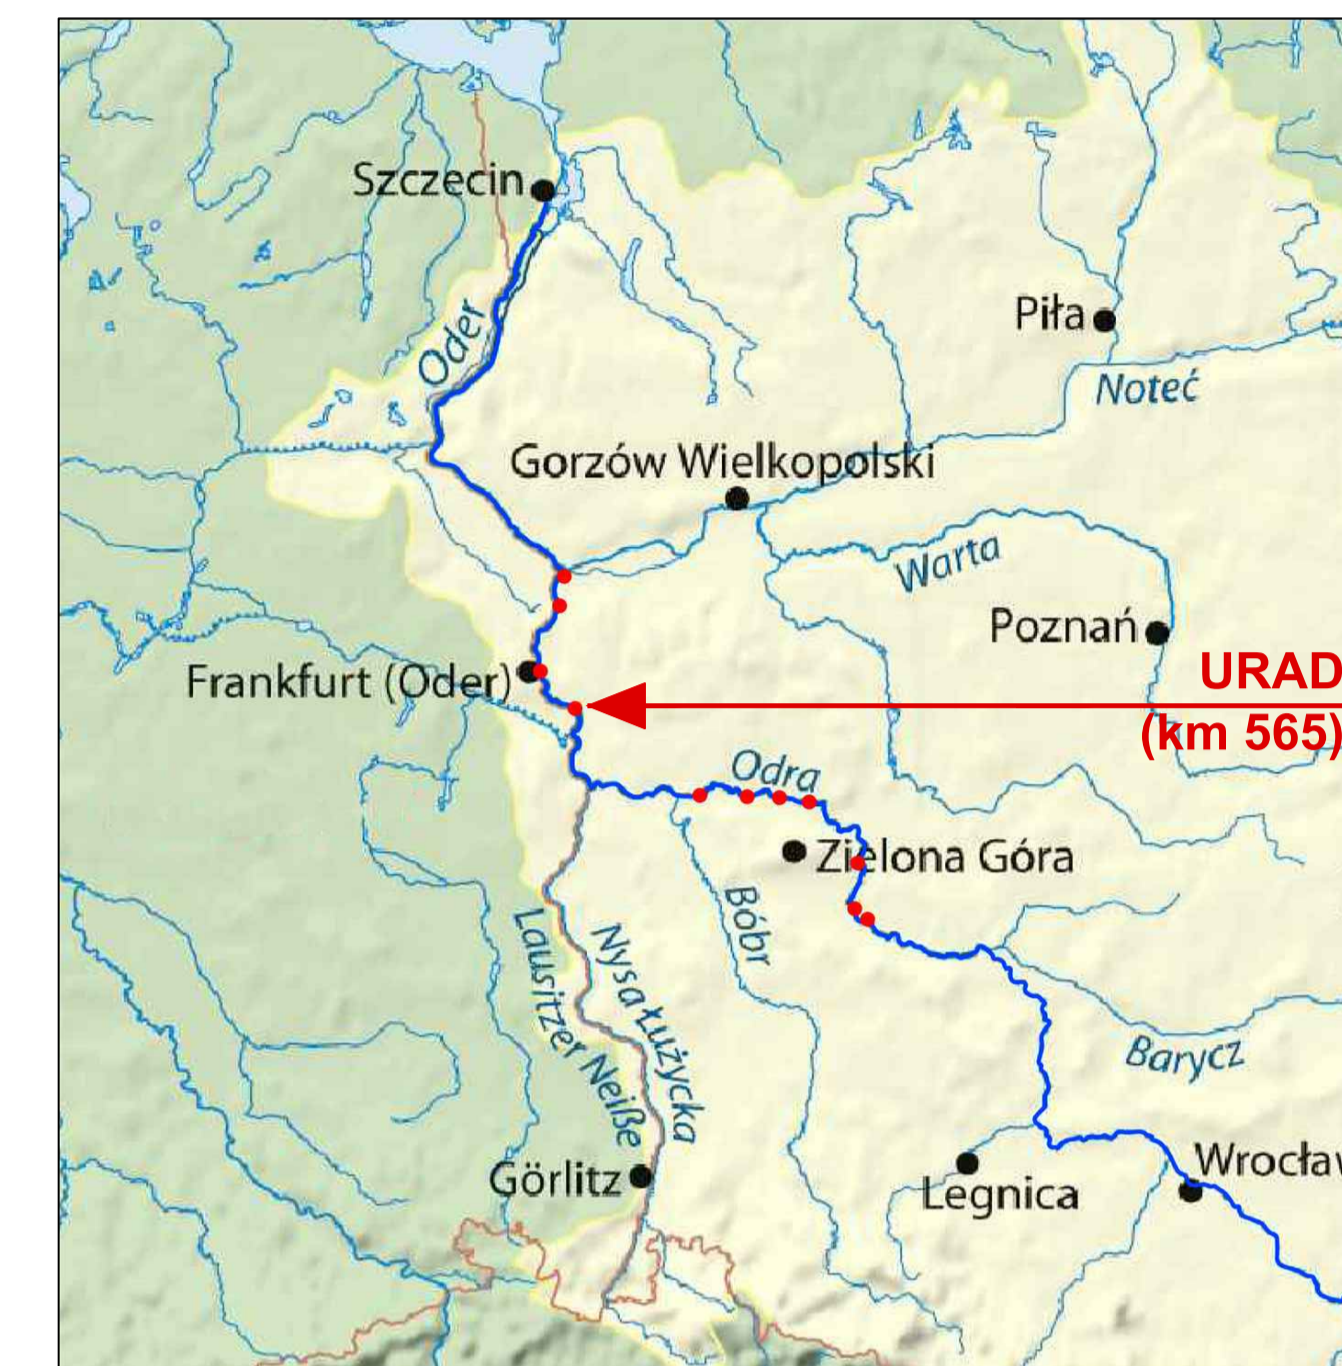 Szczecin
Oder
Piła
Noteć
Gorzów Wielkopolski
Warta
Poznań
Frankfurt (Oder)
URAD
(km 565)
Odra
Zielona Góra
Bóbr
Lausitzer Neiße
Nysa Łużycka
Barycz
Görlitz
Legnica
Wrocław